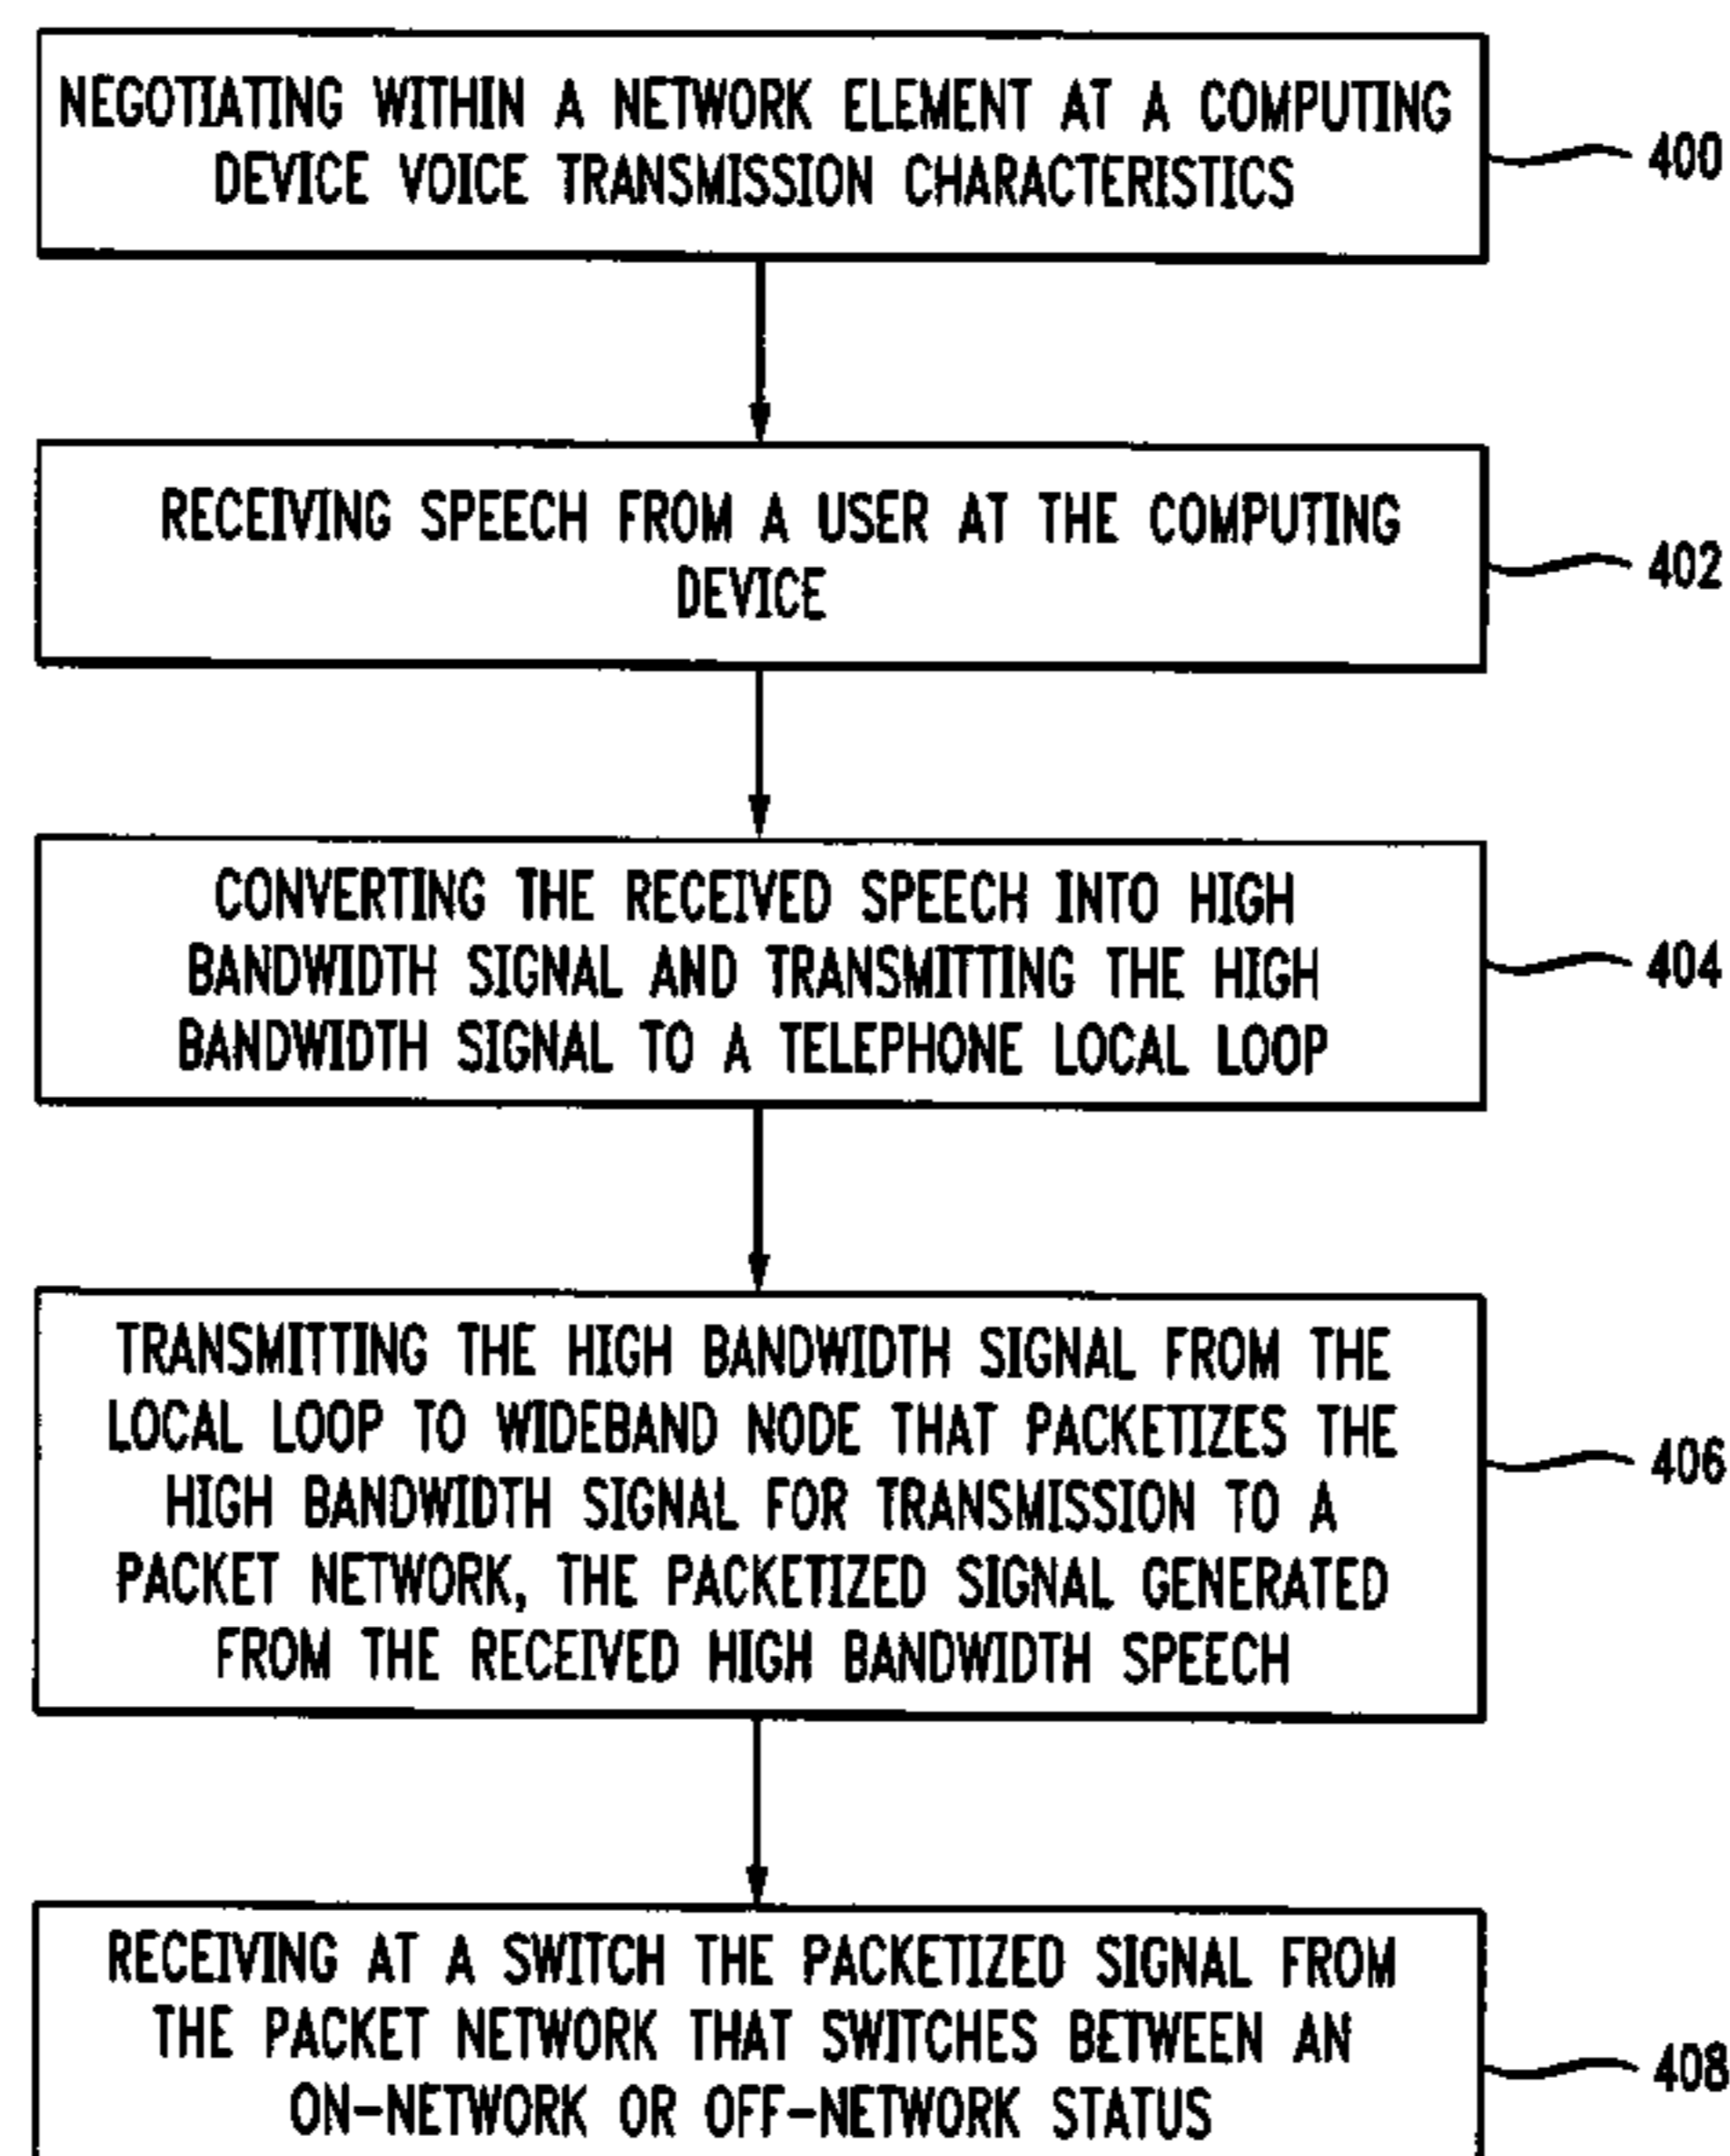 NEGOTIATING WITHIN A NETWORK ELEMENT AT A COMPUTING
DEVICE VOICE TRANSMISSION CHARACTERISTICS
400
RECEIVING SPEECH FROM A USER AT THE COMPUTING
DEVICE
402
CONVERTING THE RECEIVED SPEECH INTO HIGH
BANDWIDTH SIGNAL AND TRANSMITTING THE HIGH
BANDWIDTH SIGNAL TO A TELEPHONE LOCAL LOOP
404
TRANSMITTING THE HIGH BANDWIDTH SIGNAL FROM THE
LOCAL LOOP TO WIDEBAND NODE THAT PACKETIZES THE
HIGH BANDWIDTH SIGNAL FOR TRANSMISSION TO A
PACKET NETWORK, THE PACKETIZED SIGNAL GENERATED
FROM THE RECEIVED HIGH BANDWIDTH SPEECH
406
RECEIVING AT A SWITCH THE PACKETIZED SIGNAL FROM
THE PACKET NETWORK THAT SWITCHES BETWEEN AN
ON-NETWORK OR OFF-NETWORK STATUS
408